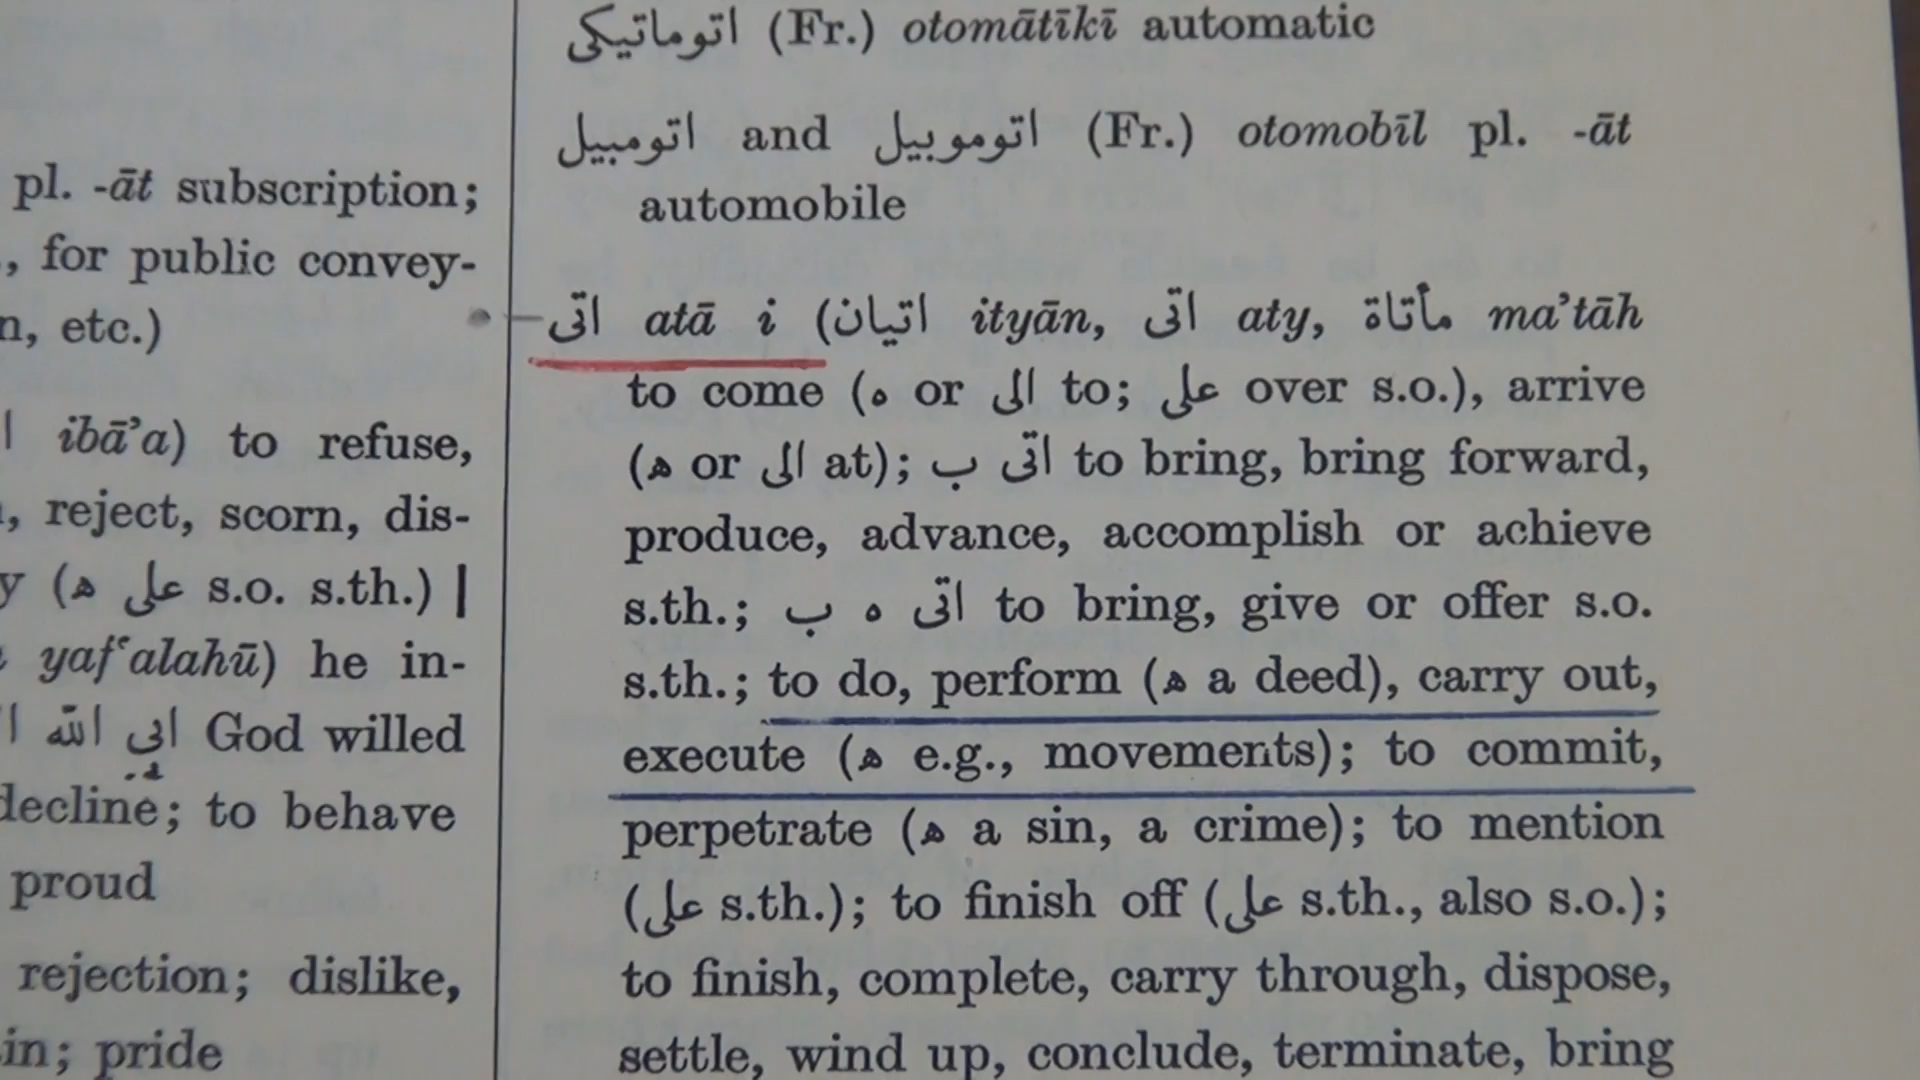 pl. -āt subscription;
, for public convey-
n, etc.)
ibā’a) to refuse,
, reject, scorn, dis-
y (ه على s.o. s.th.) |
yaf‘alahū) he in-
ابى الله ا God willed
decline; to behave
proud
rejection; dislike,
in; pride
اتوماتيكى (Fr.) otomātīkī automatic
اتومبيل and اتوموبيل (Fr.) otomobīl pl. -āt
automobile
اتى atā i (اتيان ityān, اتى aty, مأتاة ma’tāh
to come (ه or الى to; على over s.o.), arrive
(ه or الى at); اتى ب to bring, bring forward,
produce, advance, accomplish or achieve
s.th.; اتى ه ب to bring, give or offer s.o.
s.th.; to do, perform (ه a deed), carry out,
execute (ه e.g., movements); to commit,
perpetrate (ه a sin, a crime); to mention
(على s.th.); to finish off (على s.th., also s.o.);
to finish, complete, carry through, dispose,
settle, wind up, conclude, terminate, bring